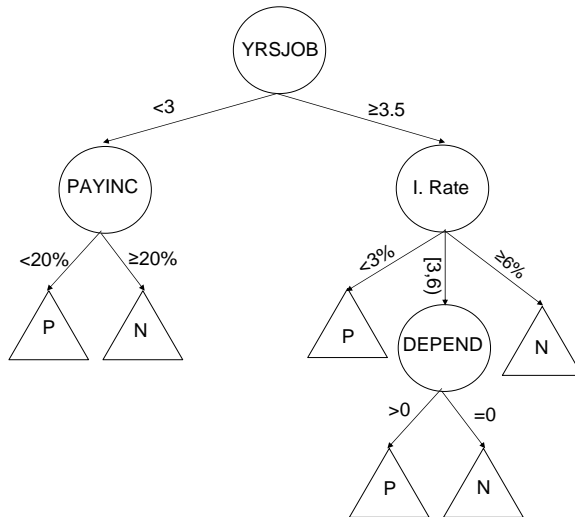 YRSJOB
<3
≥3.5
PAYINC
I. Rate
<20%
≥20%
<3%
[3,6)
≥6%
P
N
P
DEPEND
N
>0
=0
P
N